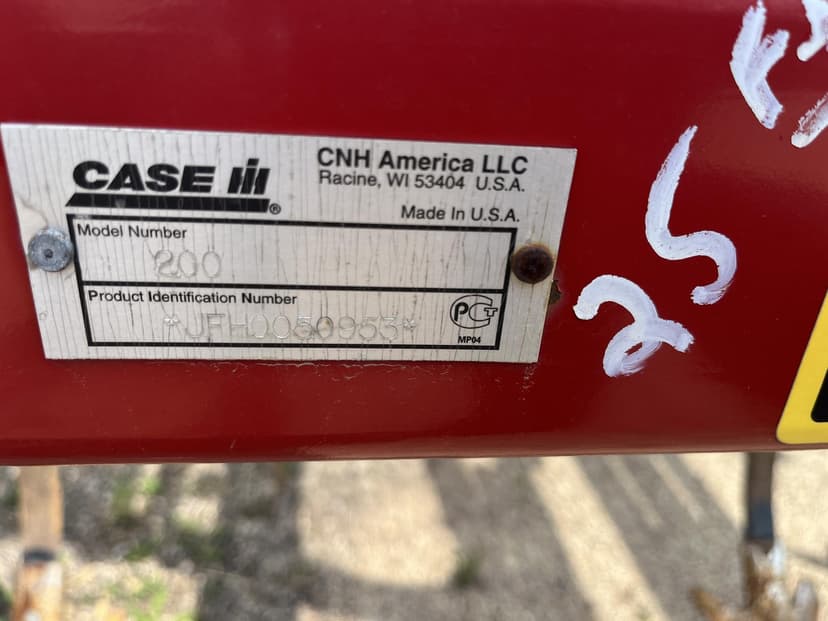 CASE IH®
CNH America LLC
Racine, WI 53404 U.S.A.
Made In U.S.A.
Model Number
200
Product Identification Number
*JFH0050953*
PCT
MP04
25